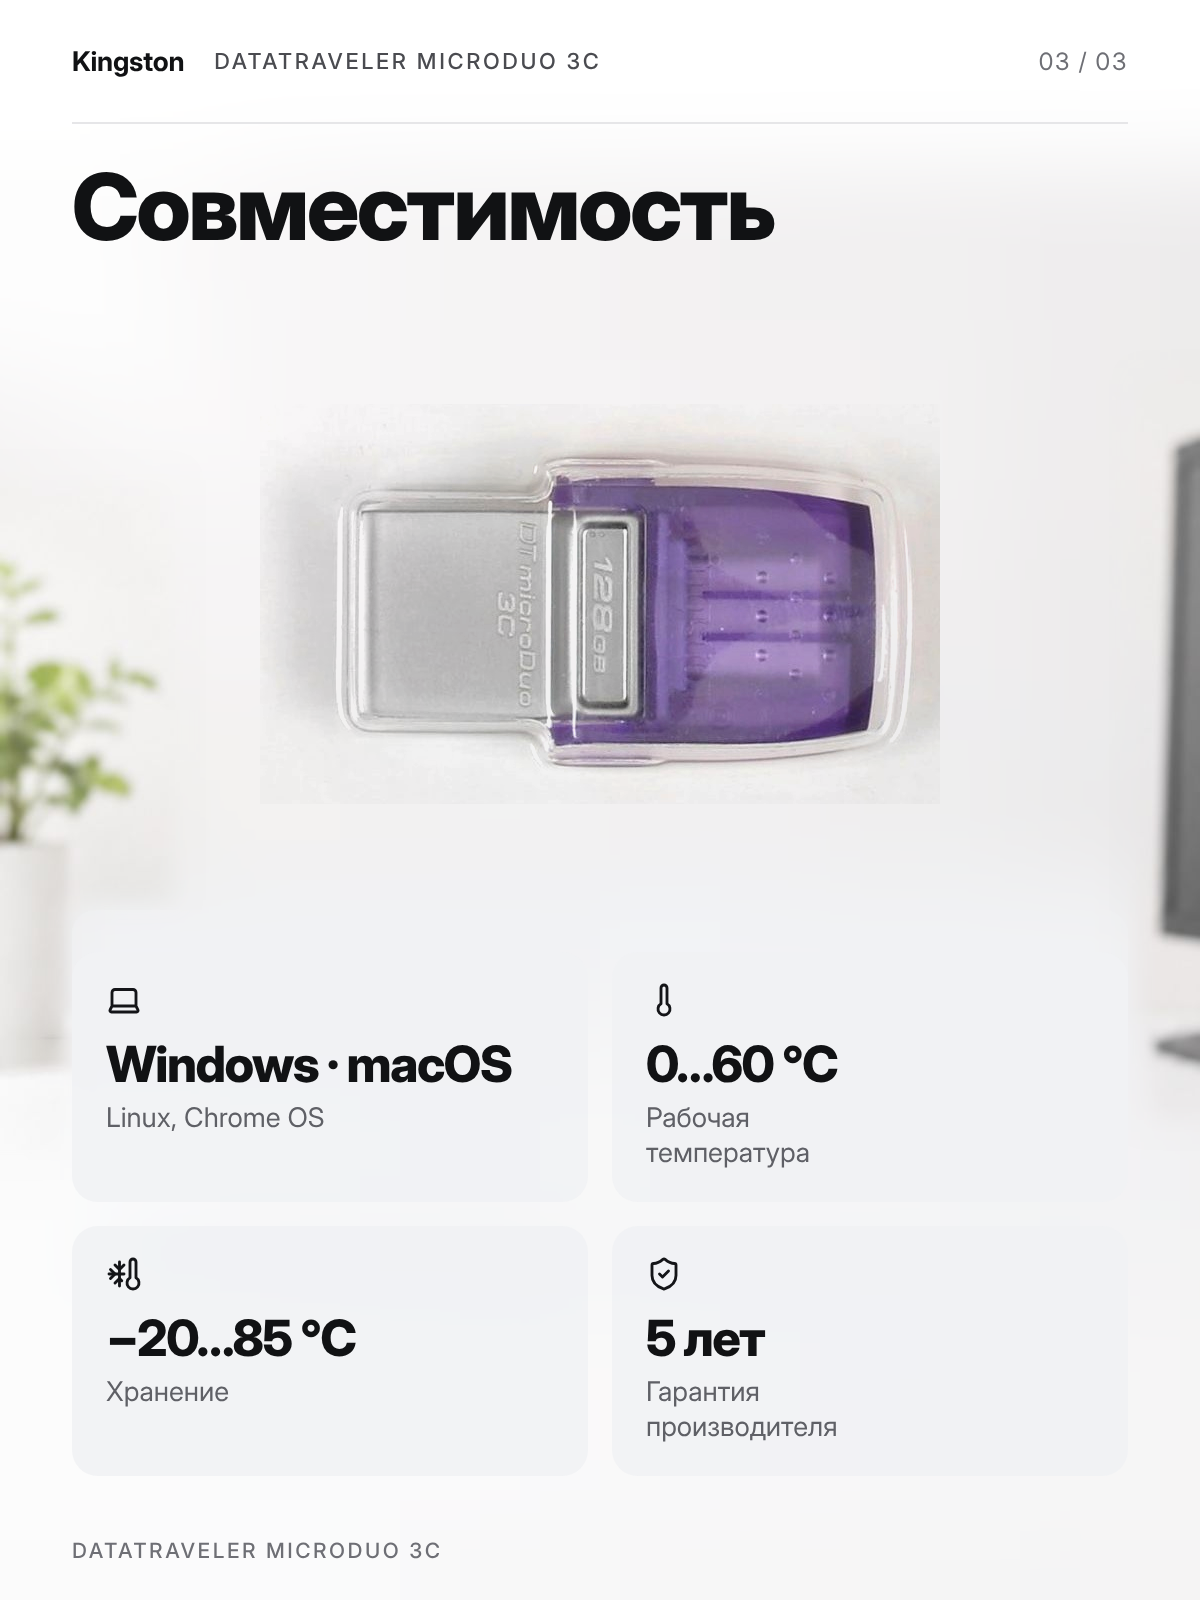 Kingston DATATRAVELER MICRODUO 3C 03 / 03
Совместимость
DT microDuo
3C
128GB
Windows · macOS
Linux, Chrome OS
0…60 °C
Рабочая
температура
−20…85 °C
Хранение
5 лет
Гарантия
производителя
DATATRAVELER MICRODUO 3C